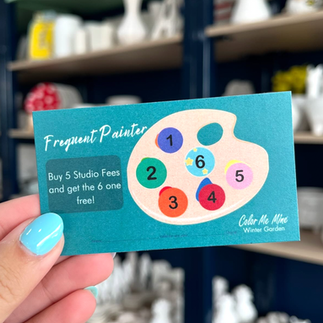 Frequent Painter
Buy 5 Studio Fees
and get the 6 one
free!
1
2
3
4
5
6
Color Me Mine
Winter Garden